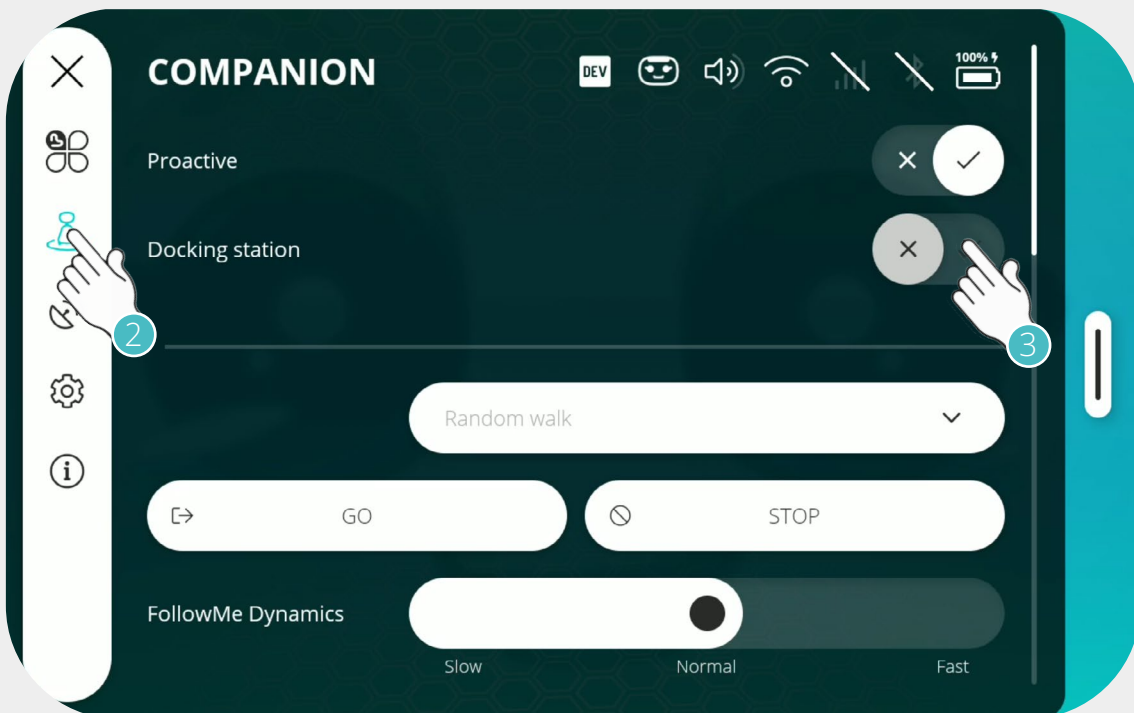 COMPANION
DEV
100%
Proactive
Docking station
2
3
Random walk
GO
STOP
FollowMe Dynamics
Slow Normal Fast